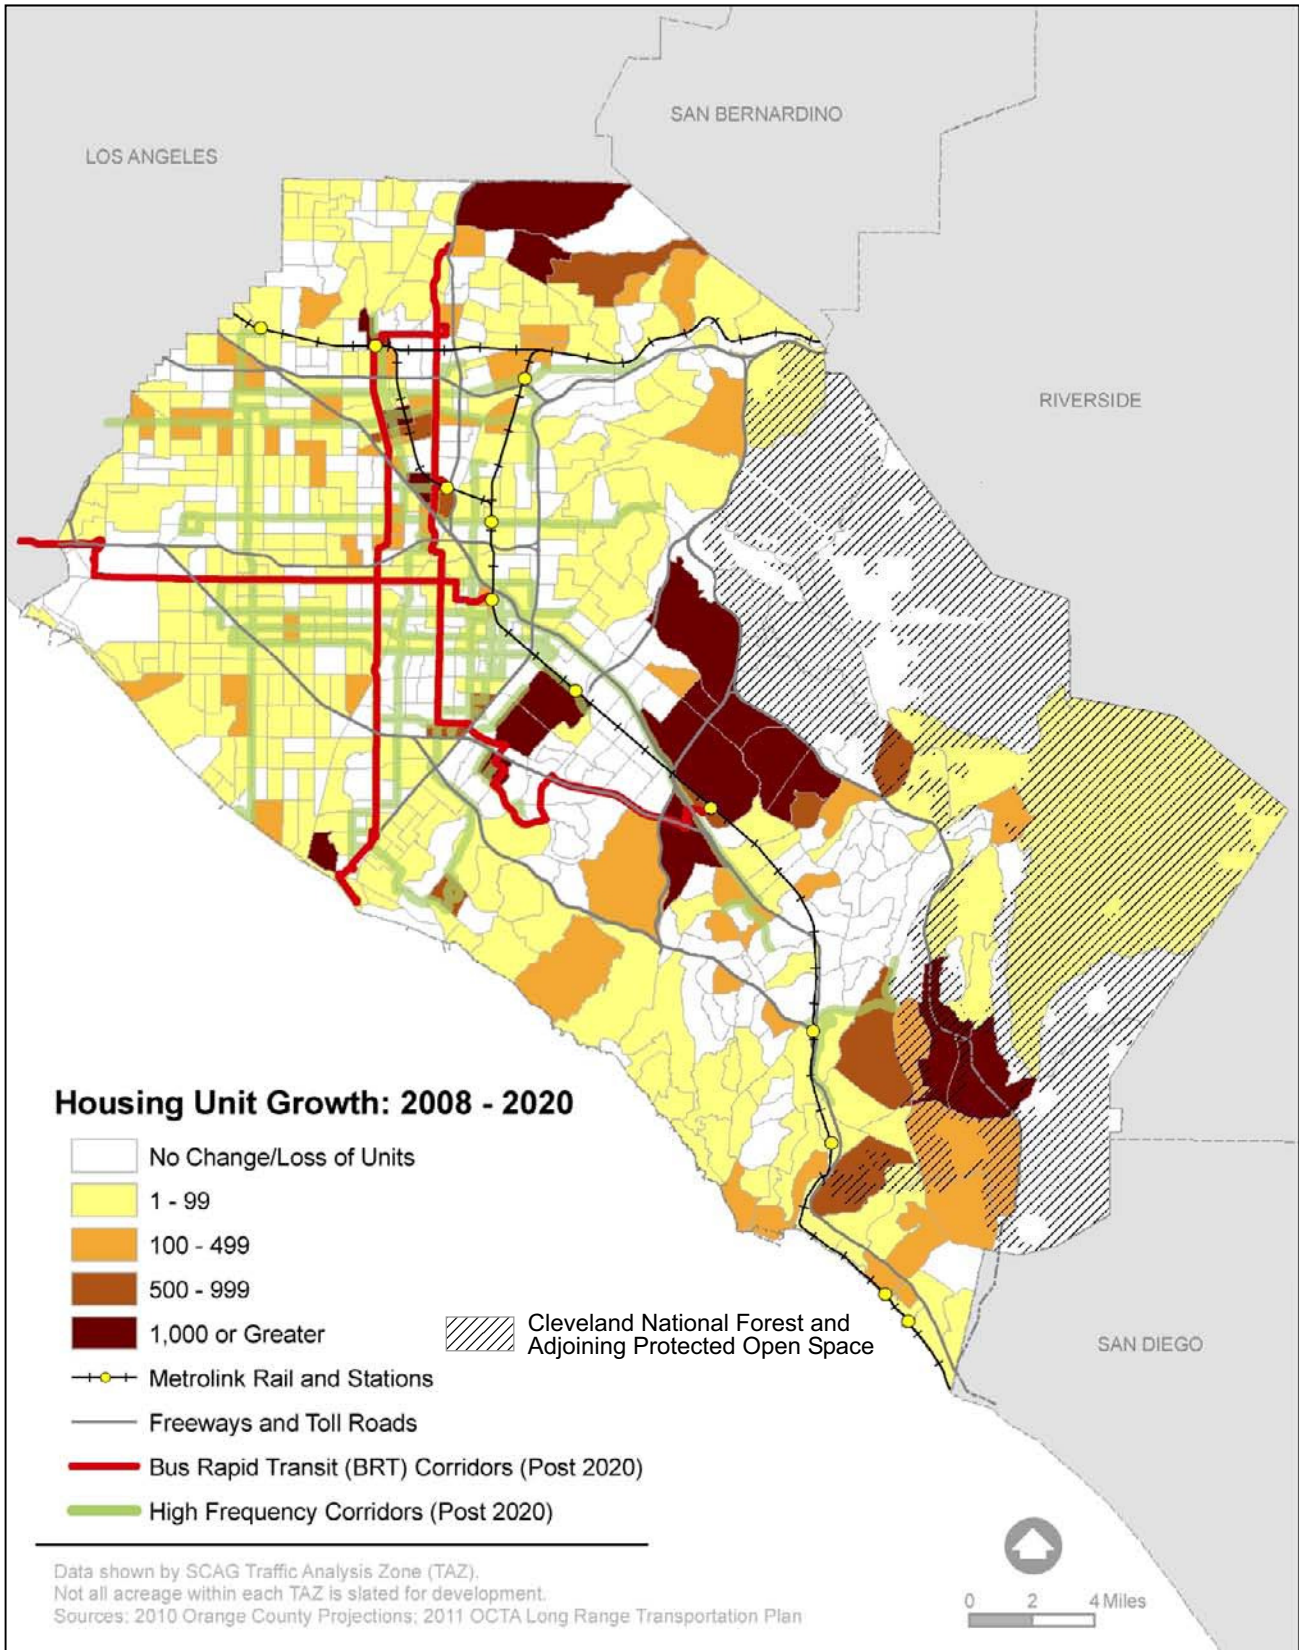 SAN BERNARDINO
LOS ANGELES
RIVERSIDE
Housing Unit Growth: 2008 - 2020
No Change/Loss of Units
1 - 99
100 - 499
500 - 999
1,000 or Greater
Cleveland National Forest and
Adjoining Protected Open Space
SAN DIEGO
Metrolink Rail and Stations
Freeways and Toll Roads
Bus Rapid Transit (BRT) Corridors (Post 2020)
High Frequency Corridors (Post 2020)
Data shown by SCAG Traffic Analysis Zone (TAZ).
Not all acreage within each TAZ is slated for development.
Sources: 2010 Orange County Projections; 2011 OCTA Long Range Transportation Plan
0 2 4 Miles